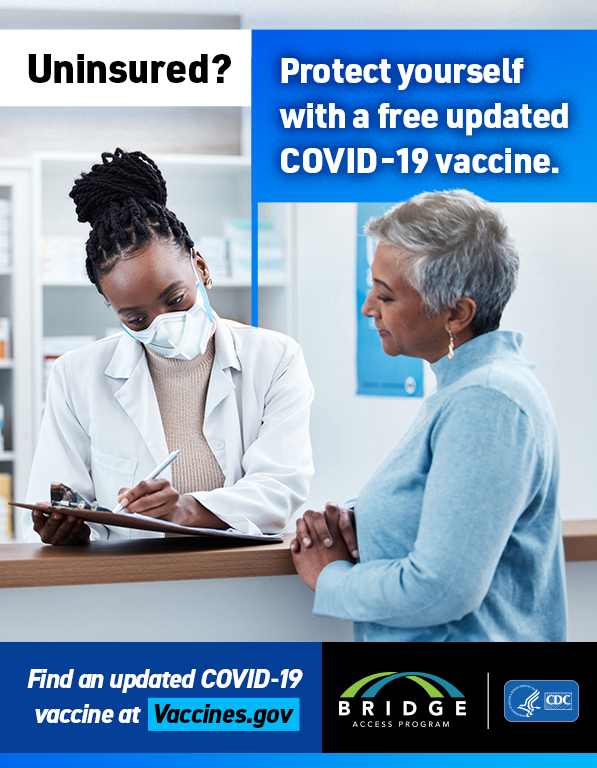 Uninsured?
Protect yourself
with a free updated
COVID-19 vaccine.
Find an updated COVID-19
vaccine at Vaccines.gov
BRIDGE
ACCESS PROGRAM
CDC